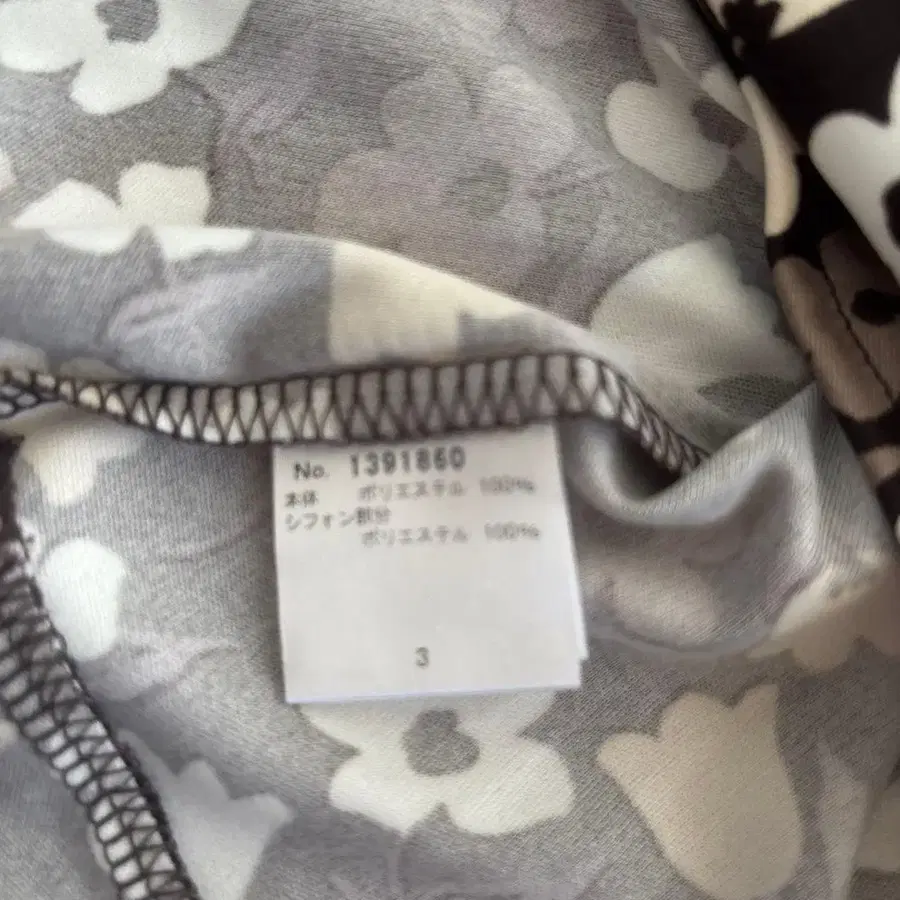 No. 1391860
本体 ポリエステル 100%
シフォン部分
ポリエステル 100%
3